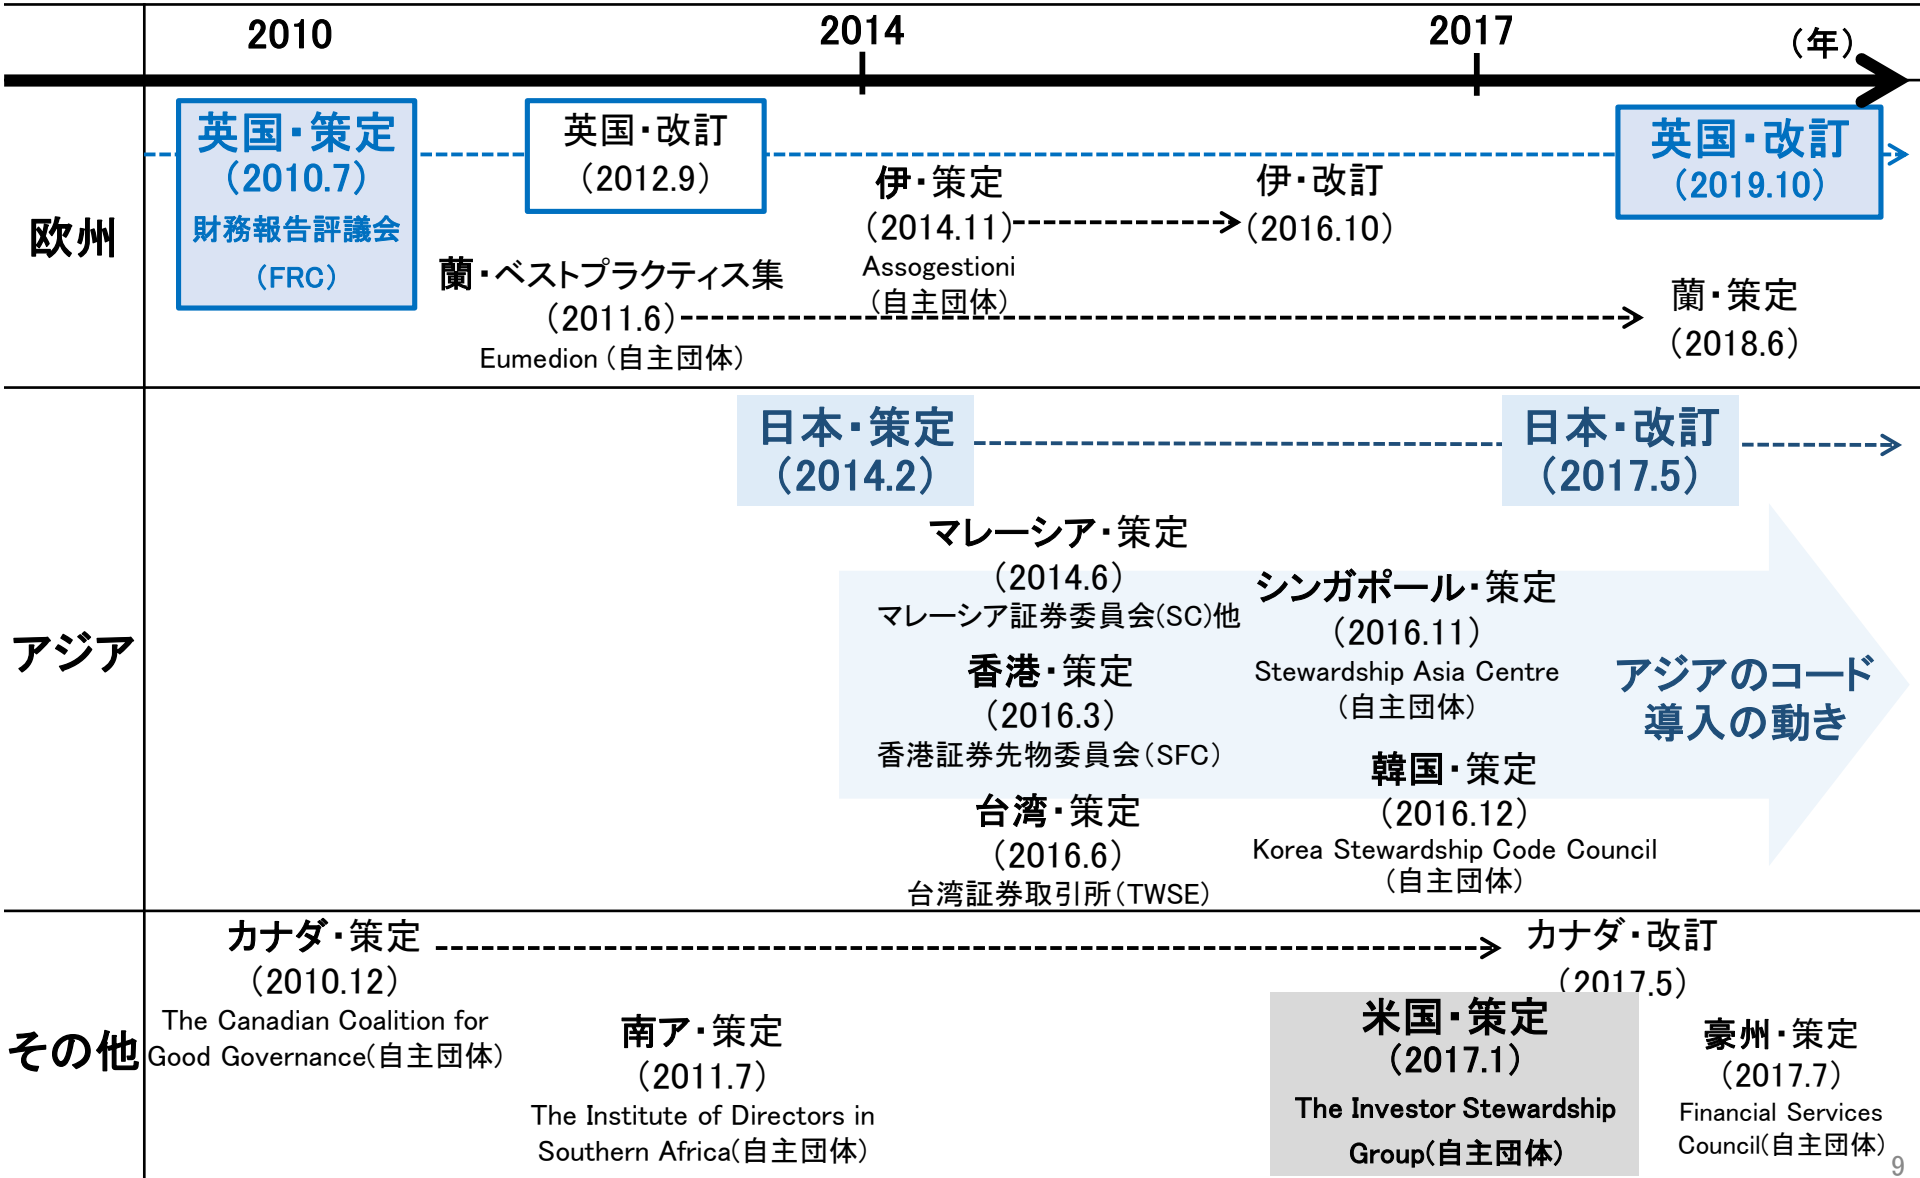 2010
2014
2017
（年）
欧州
英国・策定
（2010.7）
財務報告評議会
（FRC）
英国・改訂
（2012.9）
伊・策定
（2014.11）
Assogestioni
（自主団体）
伊・改訂
（2016.10）
英国・改訂
（2019.10）
蘭・ベストプラクティス集
（2011.6）
Eumedion（自主団体）
蘭・策定
（2018.6）
アジア
日本・策定
（2014.2）
日本・改訂
（2017.5）
マレーシア・策定
（2014.6）
マレーシア証券委員会(SC)他
香港・策定
（2016.3）
香港証券先物委員会（SFC）
台湾・策定
（2016.6）
台湾証券取引所（TWSE）
シンガポール・策定
（2016.11）
Stewardship Asia Centre
（自主団体）
韓国・策定
（2016.12）
Korea Stewardship Code Council
（自主団体）
アジアのコード
導入の動き
その他
カナダ・策定
（2010.12）
The Canadian Coalition for
Good Governance(自主団体）
南ア・策定
（2011.7）
The Institute of Directors in
Southern Africa(自主団体）
カナダ・改訂
（2017.5）
米国・策定
（2017.1）
The Investor Stewardship
Group(自主団体）
豪州・策定
（2017.7）
Financial Services
Council(自主団体）
9